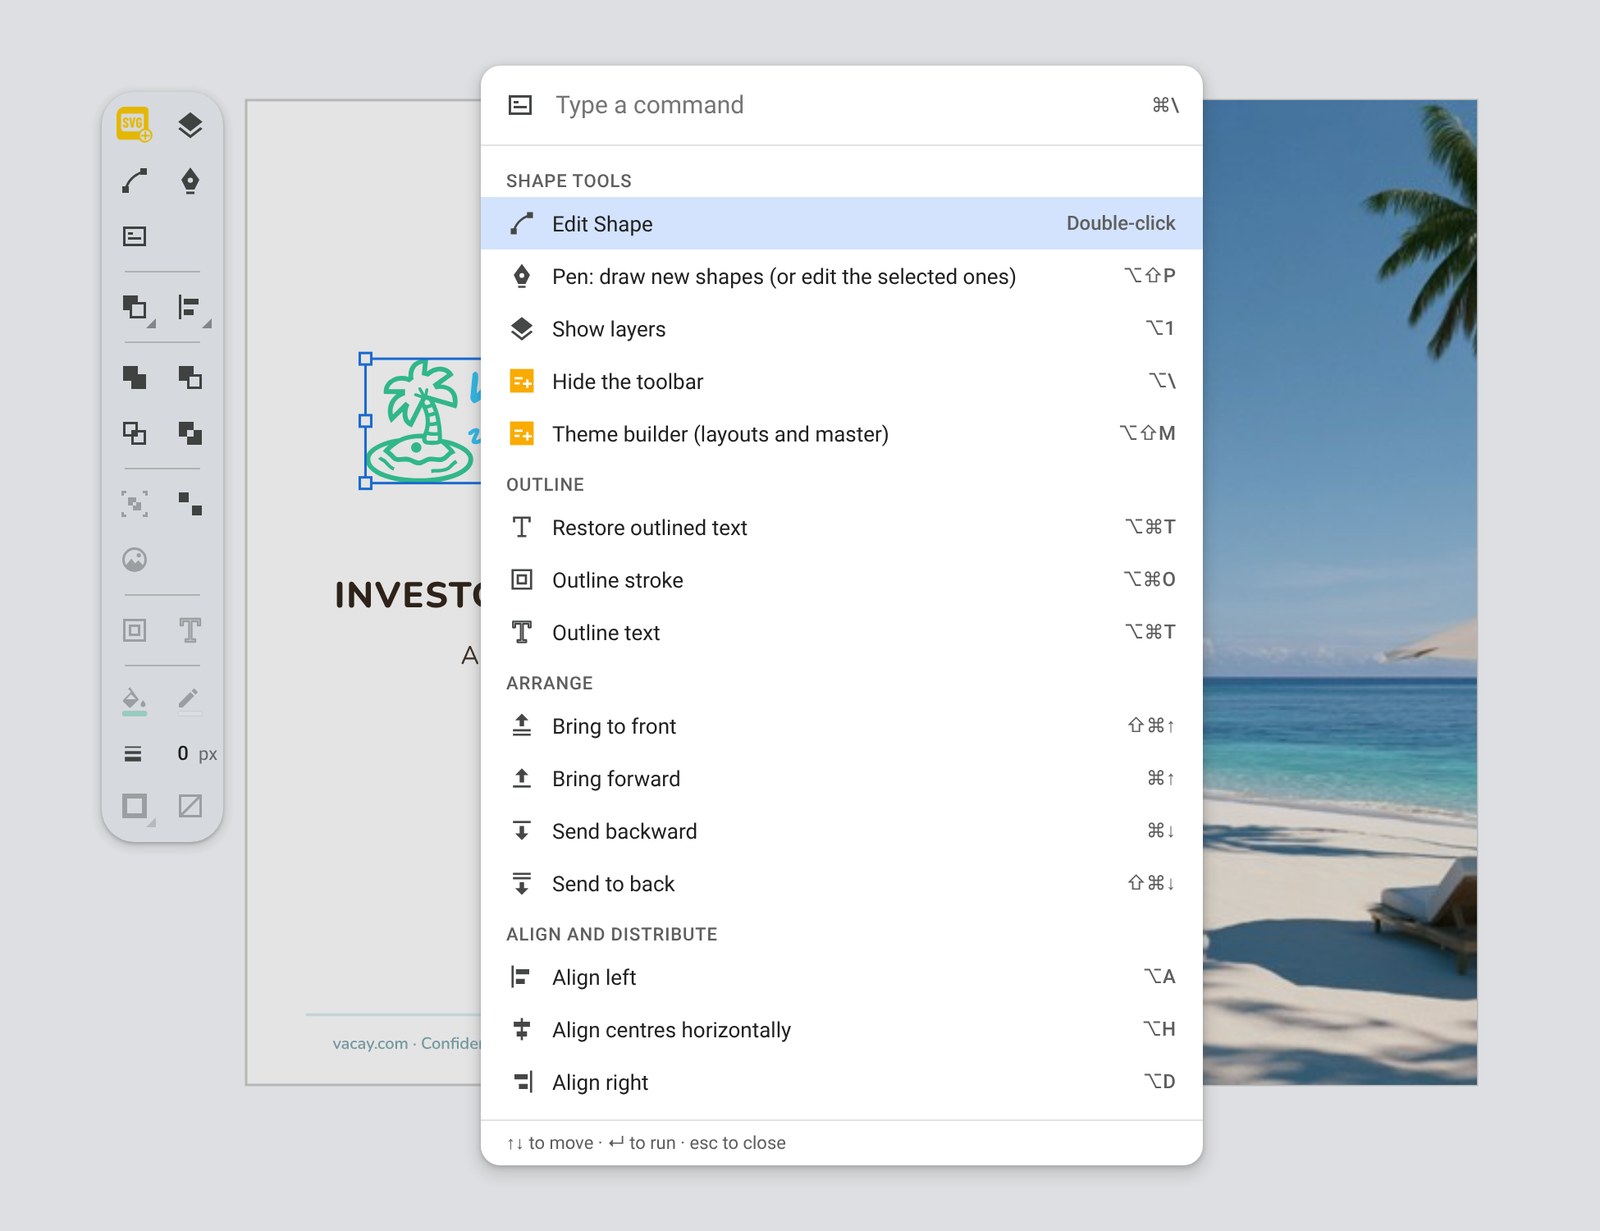 SVG
Type a command ⌘\
SHAPE TOOLS
Edit Shape Double-click
Pen: draw new shapes (or edit the selected ones) ⌥⇧P
Show layers ⌥1
Hide the toolbar ⌥\
Theme builder (layouts and master) ⌥⇧M
OUTLINE
Restore outlined text ⌥⌘T
Outline stroke ⌥⌘O
Outline text ⌥⌘T
ARRANGE
Bring to front ⇧⌘↑
Bring forward ⌘↑
Send backward ⌘↓
Send to back ⇧⌘↓
ALIGN AND DISTRIBUTE
Align left ⌥A
Align centres horizontally ⌥H
Align right ⌥D
↑↓ to move · ↵ to run · esc to close
0 px
INVESTO
A
vacay.com · Confider